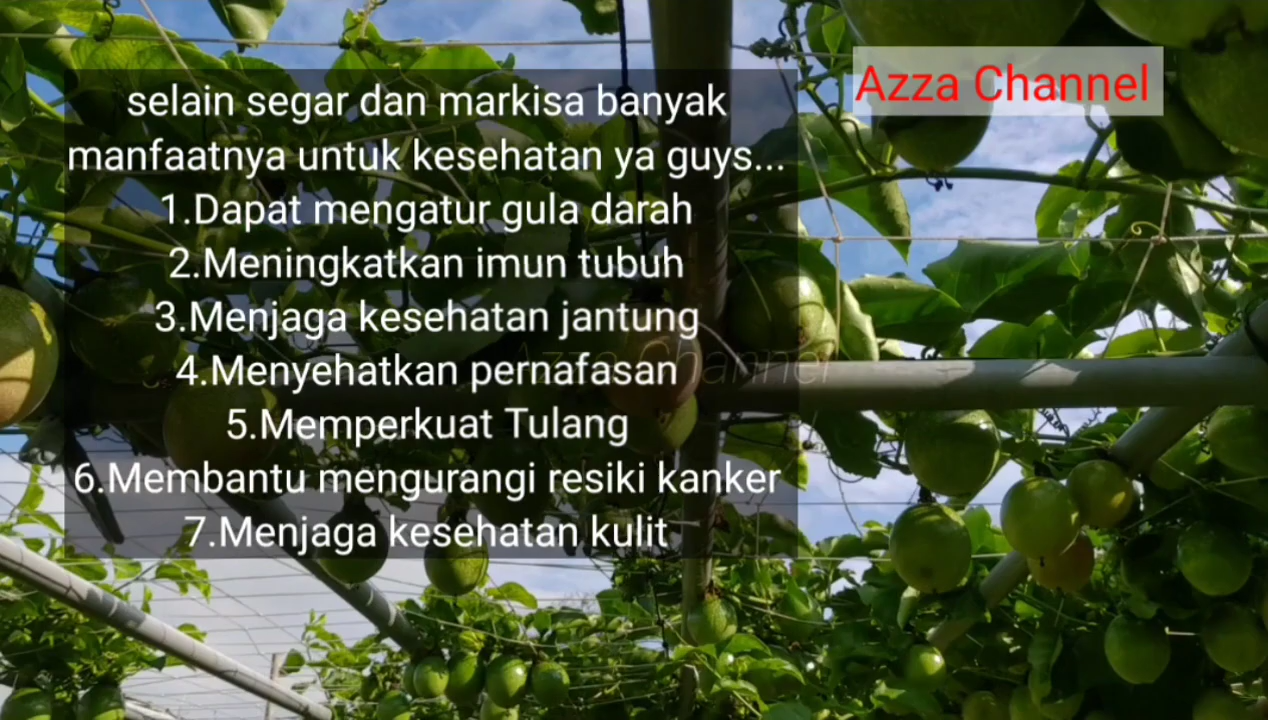 Azza Channel
selain segar dan markisa banyak
manfaatnya untuk kesehatan ya guys...
1.Dapat mengatur gula darah
2.Meningkatkan imun tubuh
3.Menjaga kesehatan jantung
4.Menyehatkan pernafasan
5.Memperkuat Tulang
6.Membantu mengurangi resiki kanker
7.Menjaga kesehatan kulit
Azza Channel